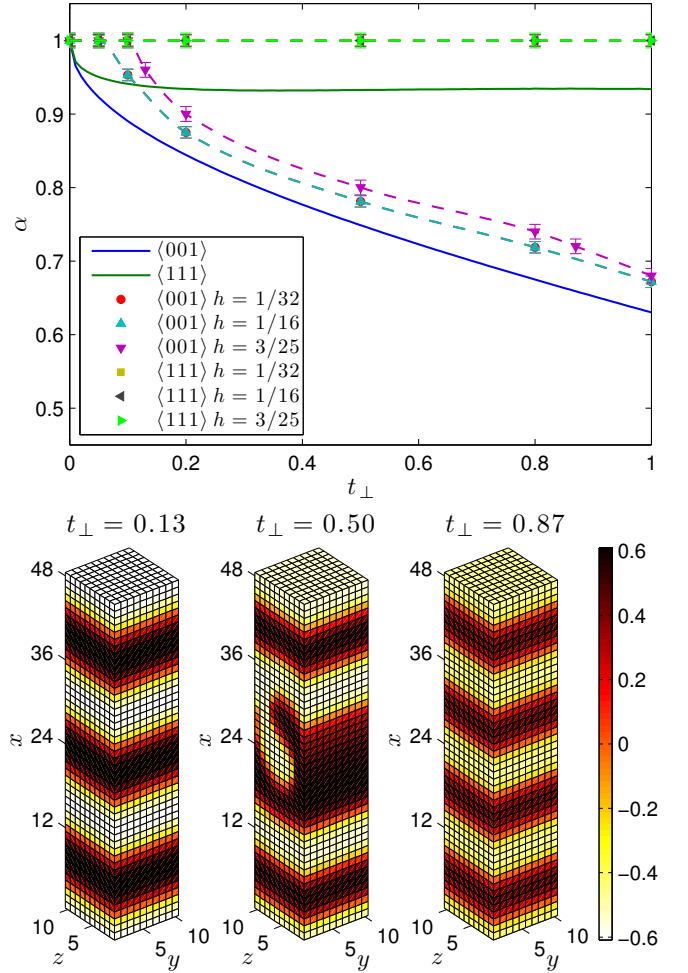 1
0.9
0.8
0.7
0.6
0.5
α
0 0.2 0.4 0.6 0.8 1
t⊥
⟨001⟩
⟨111⟩
⟨001⟩ h = 1/32
⟨001⟩ h = 1/16
⟨001⟩ h = 3/25
⟨111⟩ h = 1/32
⟨111⟩ h = 1/16
⟨111⟩ h = 3/25
t⊥ = 0.13 t⊥ = 0.50 t⊥ = 0.87
48
36
24
12
x
10
5
z
5
10
y
48
36
24
12
x
10
5
z
5
10
y
48
36
24
12
x
10
5
z
5
10
y
0.6
0.4
0.2
0
−0.2
−0.4
−0.6